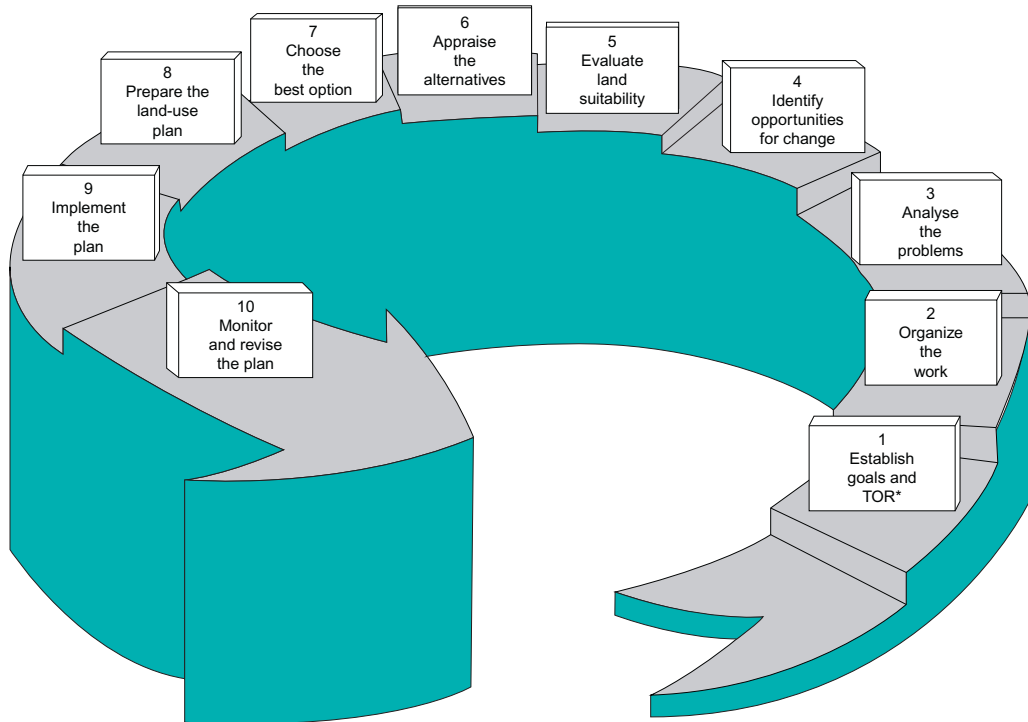 1
Establish
goals and
TOR*
2
Organize
the
work
3
Analyse
the
problems
4
Identify
opportunities
for change
5
Evaluate
land
suitability
6
Appraise
the
alternatives
7
Choose
the
best option
8
Prepare the
land-use
plan
9
Implement
the
plan
10
Monitor
and revise
the plan